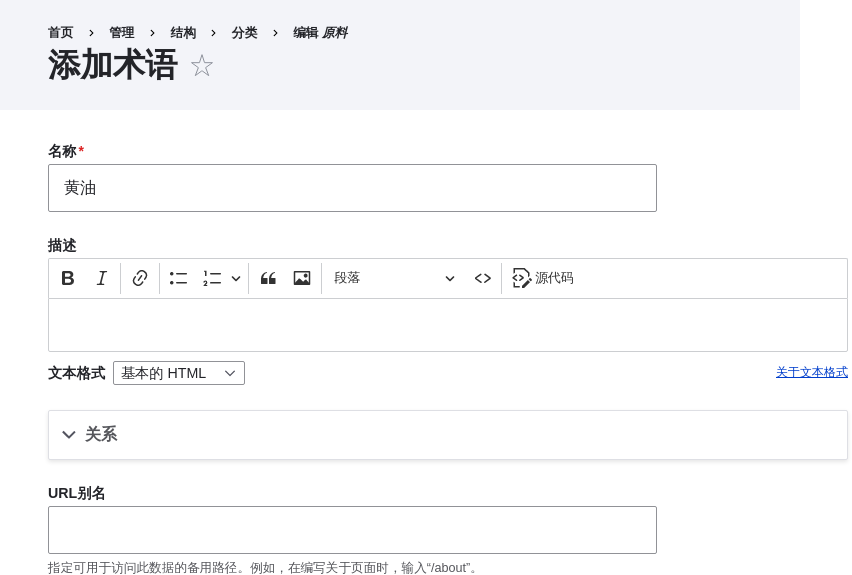 首页 管理 结构 分类 编辑 原料
添加术语
名称*
黄油
描述
B I 段落 源代码
文本格式 基本的 HTML 关于文本格式
关系
URL别名
指定可用于访问此数据的备用路径。例如，在编写关于页面时，输入“/about”。